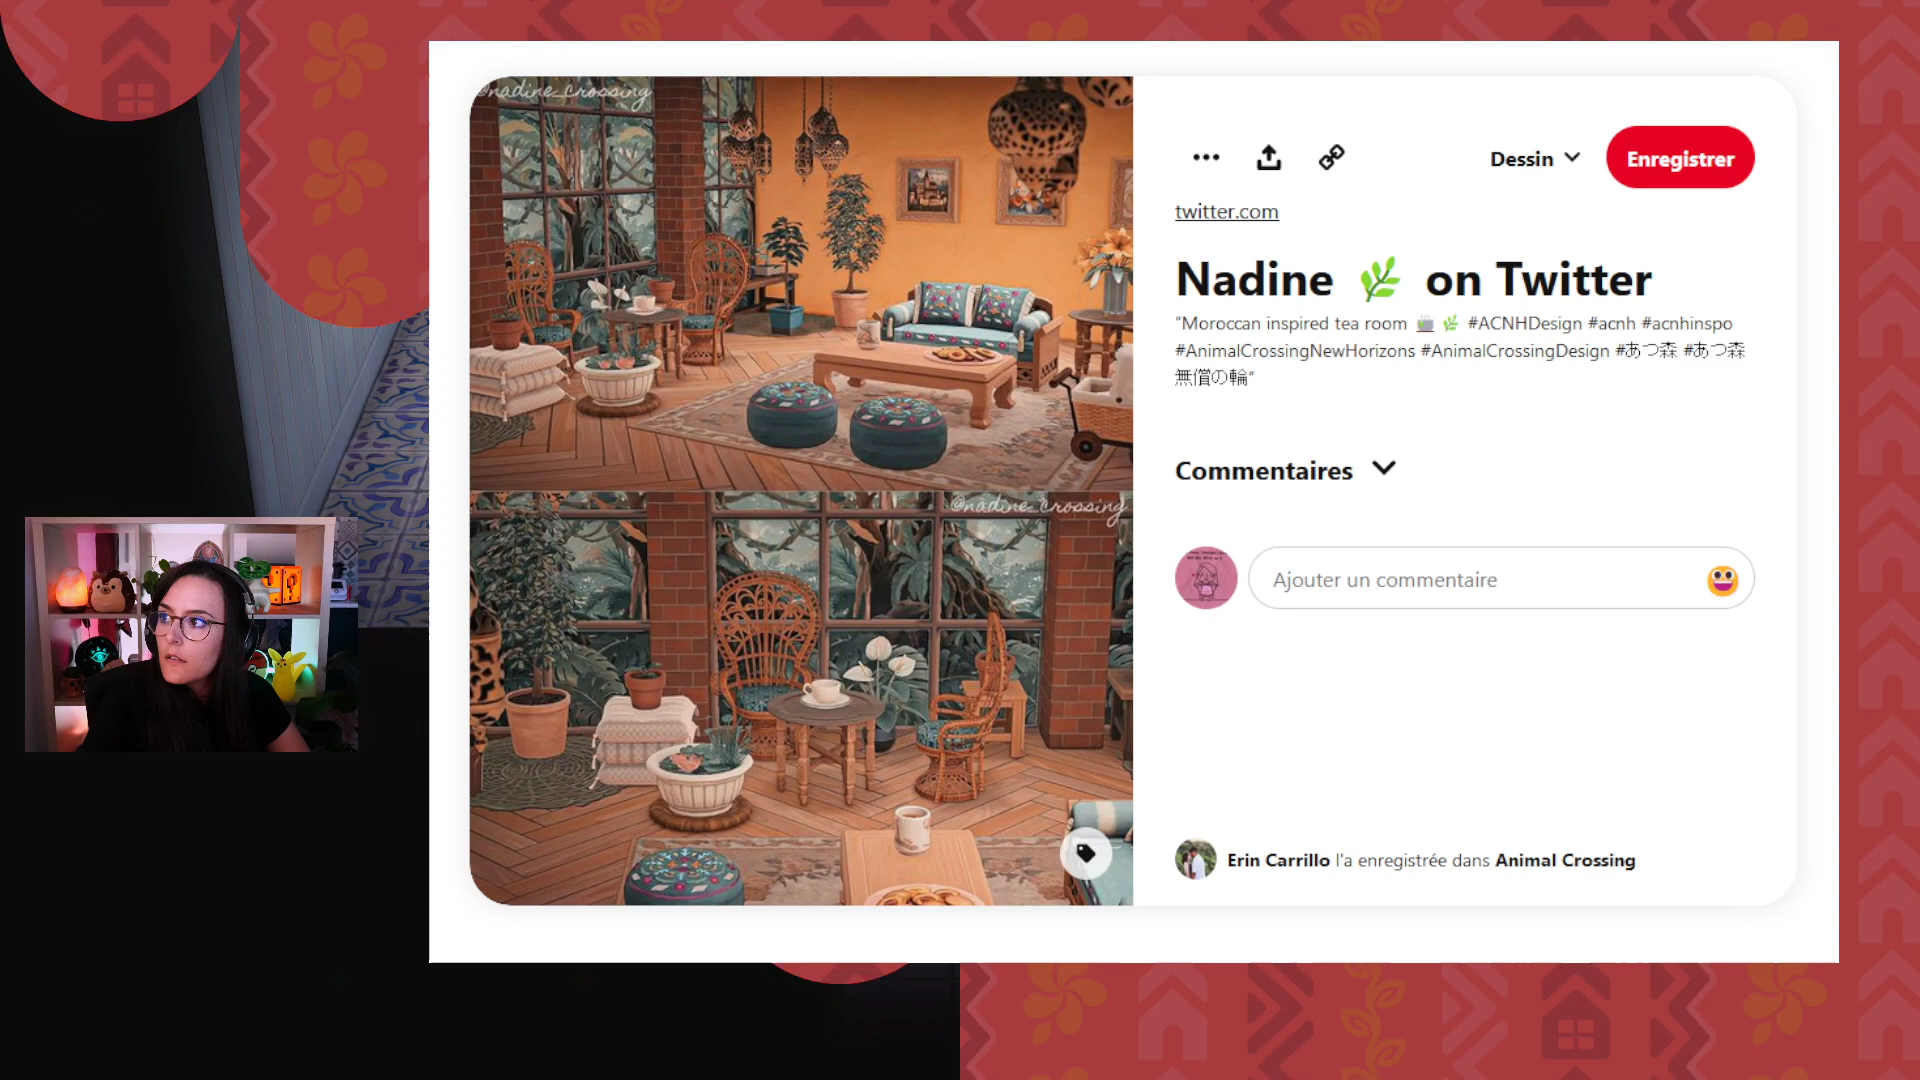 @nadine_crossing
@nadine_crossing
Dessin
Enregistrer
twitter.com
Nadine 🌿 on Twitter
"Moroccan inspired tea room 🍵 🌿 #ACNHDesign #acnh #acnhinspo
#AnimalCrossingNewHorizons #AnimalCrossingDesign #あつ森 #あつ森
無償の輪"
Commentaires
Ajouter un commentaire
Erin Carrillo l'a enregistrée dans Animal Crossing